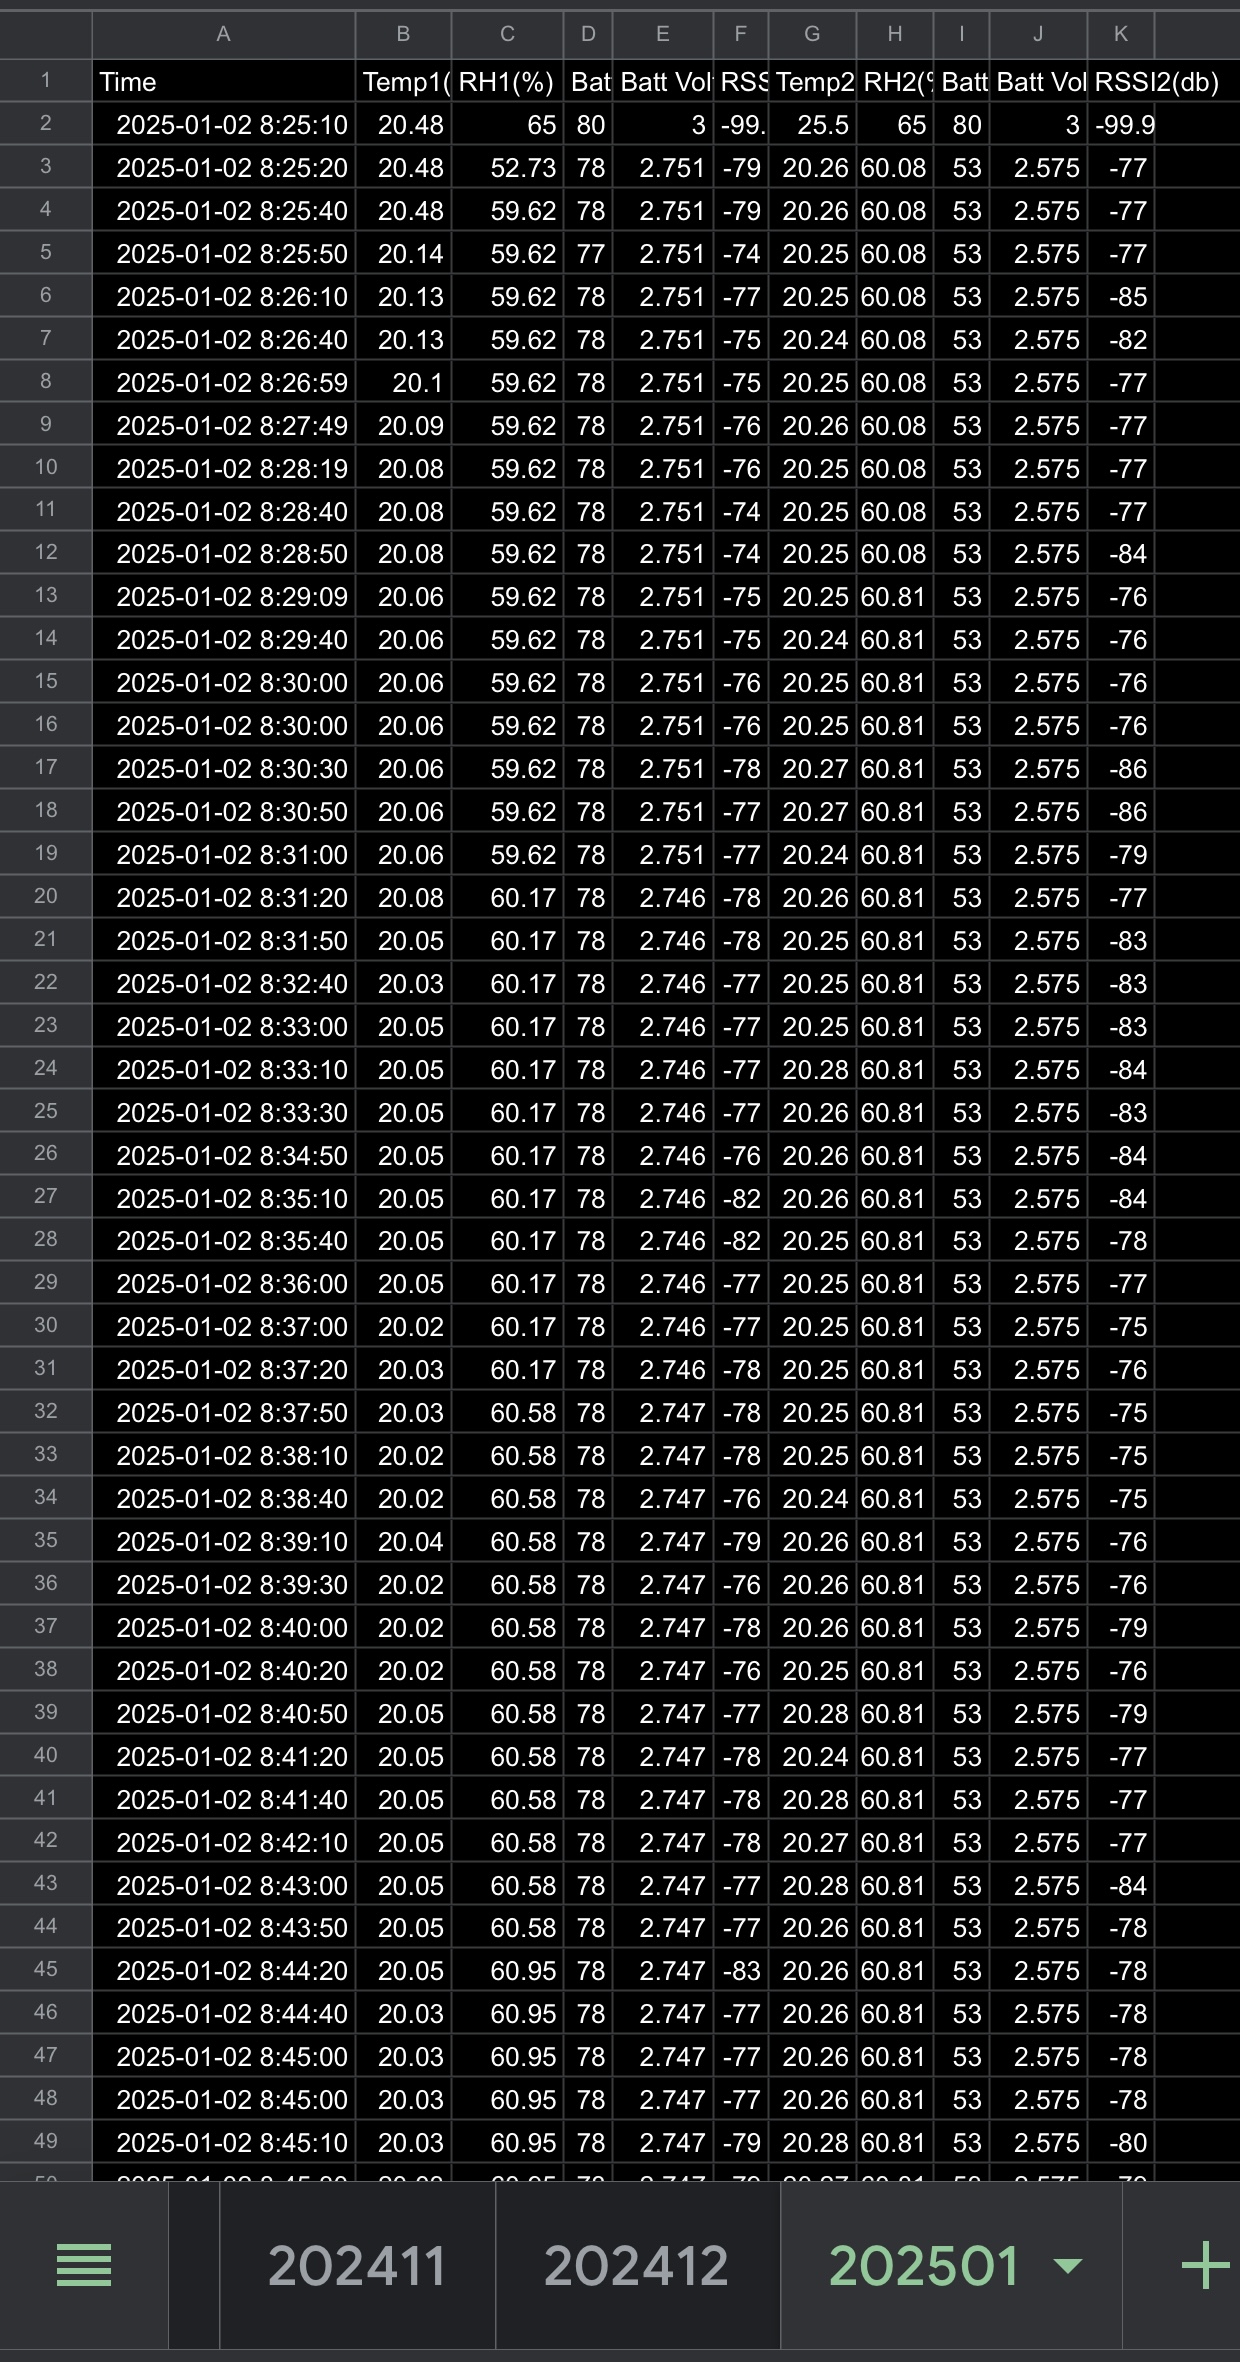 A B C D E F G H I J K
1 Time Temp1( RH1(%) Bat Batt Vol RSS Temp2 RH2(% Batt Batt Vol RSSI2(db)
2 2025-01-02 8:25:10 20.48 65 80 3 -99. 25.5 65 80 3 -99.9
3 2025-01-02 8:25:20 20.48 52.73 78 2.751 -79 20.26 60.08 53 2.575 -77
4 2025-01-02 8:25:40 20.48 59.62 78 2.751 -79 20.26 60.08 53 2.575 -77
5 2025-01-02 8:25:50 20.14 59.62 77 2.751 -74 20.25 60.08 53 2.575 -77
6 2025-01-02 8:26:10 20.13 59.62 78 2.751 -77 20.25 60.08 53 2.575 -85
7 2025-01-02 8:26:40 20.13 59.62 78 2.751 -75 20.24 60.08 53 2.575 -82
8 2025-01-02 8:26:59 20.1 59.62 78 2.751 -75 20.25 60.08 53 2.575 -77
9 2025-01-02 8:27:49 20.09 59.62 78 2.751 -76 20.26 60.08 53 2.575 -77
10 2025-01-02 8:28:19 20.08 59.62 78 2.751 -76 20.25 60.08 53 2.575 -77
11 2025-01-02 8:28:40 20.08 59.62 78 2.751 -74 20.25 60.08 53 2.575 -77
12 2025-01-02 8:28:50 20.08 59.62 78 2.751 -74 20.25 60.08 53 2.575 -84
13 2025-01-02 8:29:09 20.06 59.62 78 2.751 -75 20.25 60.81 53 2.575 -76
14 2025-01-02 8:29:40 20.06 59.62 78 2.751 -75 20.24 60.81 53 2.575 -76
15 2025-01-02 8:30:00 20.06 59.62 78 2.751 -76 20.25 60.81 53 2.575 -76
16 2025-01-02 8:30:00 20.06 59.62 78 2.751 -76 20.25 60.81 53 2.575 -76
17 2025-01-02 8:30:30 20.06 59.62 78 2.751 -78 20.27 60.81 53 2.575 -86
18 2025-01-02 8:30:50 20.06 59.62 78 2.751 -77 20.27 60.81 53 2.575 -86
19 2025-01-02 8:31:00 20.06 59.62 78 2.751 -77 20.24 60.81 53 2.575 -79
20 2025-01-02 8:31:20 20.08 60.17 78 2.746 -78 20.26 60.81 53 2.575 -77
21 2025-01-02 8:31:50 20.05 60.17 78 2.746 -78 20.25 60.81 53 2.575 -83
22 2025-01-02 8:32:40 20.03 60.17 78 2.746 -77 20.25 60.81 53 2.575 -83
23 2025-01-02 8:33:00 20.05 60.17 78 2.746 -77 20.25 60.81 53 2.575 -83
24 2025-01-02 8:33:10 20.05 60.17 78 2.746 -77 20.28 60.81 53 2.575 -84
25 2025-01-02 8:33:30 20.05 60.17 78 2.746 -77 20.26 60.81 53 2.575 -83
26 2025-01-02 8:34:50 20.05 60.17 78 2.746 -76 20.26 60.81 53 2.575 -84
27 2025-01-02 8:35:10 20.05 60.17 78 2.746 -82 20.26 60.81 53 2.575 -84
28 2025-01-02 8:35:40 20.05 60.17 78 2.746 -82 20.25 60.81 53 2.575 -78
29 2025-01-02 8:36:00 20.05 60.17 78 2.746 -77 20.25 60.81 53 2.575 -77
30 2025-01-02 8:37:00 20.02 60.17 78 2.746 -77 20.25 60.81 53 2.575 -75
31 2025-01-02 8:37:20 20.03 60.17 78 2.746 -78 20.25 60.81 53 2.575 -76
32 2025-01-02 8:37:50 20.03 60.58 78 2.747 -78 20.25 60.81 53 2.575 -75
33 2025-01-02 8:38:10 20.02 60.58 78 2.747 -78 20.25 60.81 53 2.575 -75
34 2025-01-02 8:38:40 20.02 60.58 78 2.747 -76 20.24 60.81 53 2.575 -75
35 2025-01-02 8:39:10 20.04 60.58 78 2.747 -79 20.26 60.81 53 2.575 -76
36 2025-01-02 8:39:30 20.02 60.58 78 2.747 -76 20.26 60.81 53 2.575 -76
37 2025-01-02 8:40:00 20.02 60.58 78 2.747 -78 20.26 60.81 53 2.575 -79
38 2025-01-02 8:40:20 20.02 60.58 78 2.747 -76 20.25 60.81 53 2.575 -76
39 2025-01-02 8:40:50 20.05 60.58 78 2.747 -77 20.28 60.81 53 2.575 -79
40 2025-01-02 8:41:20 20.05 60.58 78 2.747 -78 20.24 60.81 53 2.575 -77
41 2025-01-02 8:41:40 20.05 60.58 78 2.747 -78 20.28 60.81 53 2.575 -77
42 2025-01-02 8:42:10 20.05 60.58 78 2.747 -78 20.27 60.81 53 2.575 -77
43 2025-01-02 8:43:00 20.05 60.58 78 2.747 -77 20.28 60.81 53 2.575 -84
44 2025-01-02 8:43:50 20.05 60.58 78 2.747 -77 20.26 60.81 53 2.575 -78
45 2025-01-02 8:44:20 20.05 60.95 78 2.747 -83 20.26 60.81 53 2.575 -78
46 2025-01-02 8:44:40 20.03 60.95 78 2.747 -77 20.26 60.81 53 2.575 -78
47 2025-01-02 8:45:00 20.03 60.95 78 2.747 -77 20.26 60.81 53 2.575 -78
48 2025-01-02 8:45:00 20.03 60.95 78 2.747 -77 20.26 60.81 53 2.575 -78
49 2025-01-02 8:45:10 20.03 60.95 78 2.747 -79 20.28 60.81 53 2.575 -80
202411 202412 202501